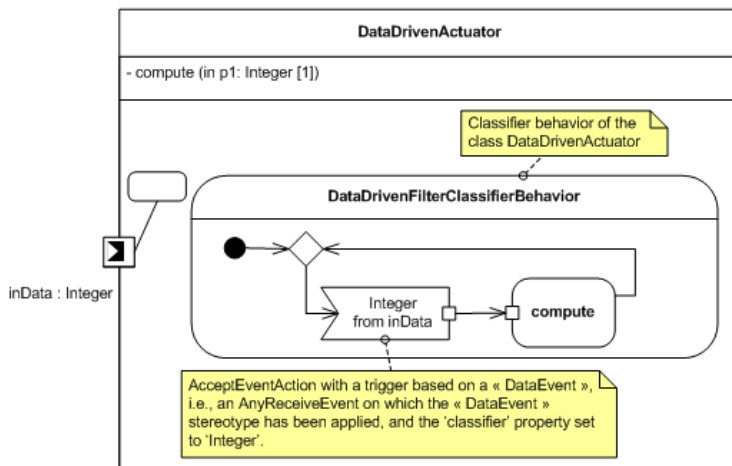 DataDrivenActuator
- compute (in p1: Integer [1])
Classifier behavior of the
class DataDrivenActuator
DataDrivenFilterClassifierBehavior
inData : Integer
Integer
from inData
compute
AcceptEventAction with a trigger based on a « DataEvent »,
i.e., an AnyReceiveEvent on which the « DataEvent »
stereotype has been applied, and the 'classifier' property set
to 'Integer'.